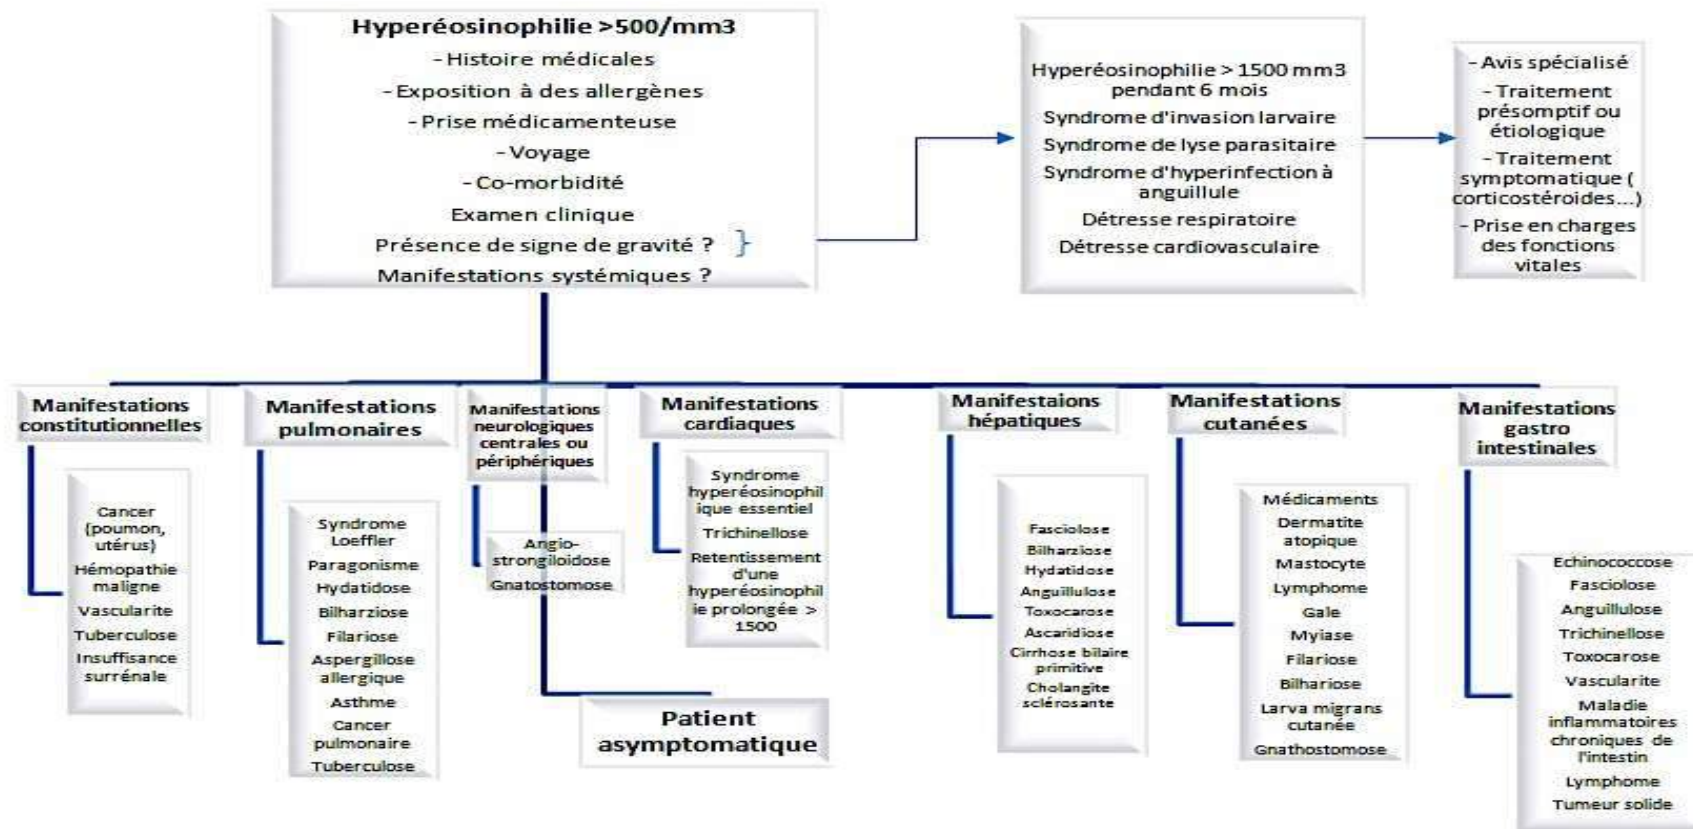 Hyperéosinophilie >500/mm3
- Histoire médicales
- Exposition à des allergènes
- Prise médicamenteuse
- Voyage
- Co-morbidité
Examen clinique
Présence de signe de gravité ? }
Manifestations systémiques ?
Hyperéosinophilie > 1500 mm3
pendant 6 mois
Syndrome d'invasion larvaire
Syndrome de lyse parasitaire
Syndrome d'hyperinfection à
anguillule
Détresse respiratoire
Détresse cardiovasculaire
- Avis spécialisé
- Traitement
présomptif ou
étiologique
- Traitement
symptomatique (
corticostéroides...)
- Prise en charges
des fonctions
vitales
Manifestations
constitutionnelles
Cancer
(poumon,
utérus)
Hémopathie
maligne
Vascularite
Tuberculose
Insuffisance
surrénale
Manifestations
pulmonaires
Syndrome
Loeffler
Paragonisme
Hydatidose
Bilharziose
Filariose
Aspergillose
allergique
Asthme
Cancer
pulmonaire
Tuberculose
Manifestations
neurologiques
centrales ou
périphériques
Angio-
strongiloidose
Gnatostomose
Patient
asymptomatique
Manifestations
cardiaques
Syndrome
hyperéosinophil
ique essentiel
Trichinellose
Retentissement
d'une
hyperéosinophil
ie prolongée >
1500
Manifestaions
hépatiques
Fasciolose
Bilharziose
Hydatidose
Anguillulose
Toxocarose
Ascaridiose
Cirrhose bilaire
primitive
Cholangite
sclérosante
Manifestations
cutanées
Médicaments
Dermatite
atopique
Mastocyte
Lymphome
Gale
Myiase
Filariose
Bilhariose
Larva migrans
cutanée
Gnathostomose
Manifestations
gastro
intestinales
Echinococcose
Fasciolose
Anguillulose
Trichinellose
Toxocarose
Vascularite
Maladie
inflammatoires
chroniques de
l'intestin
Lymphome
Tumeur solide